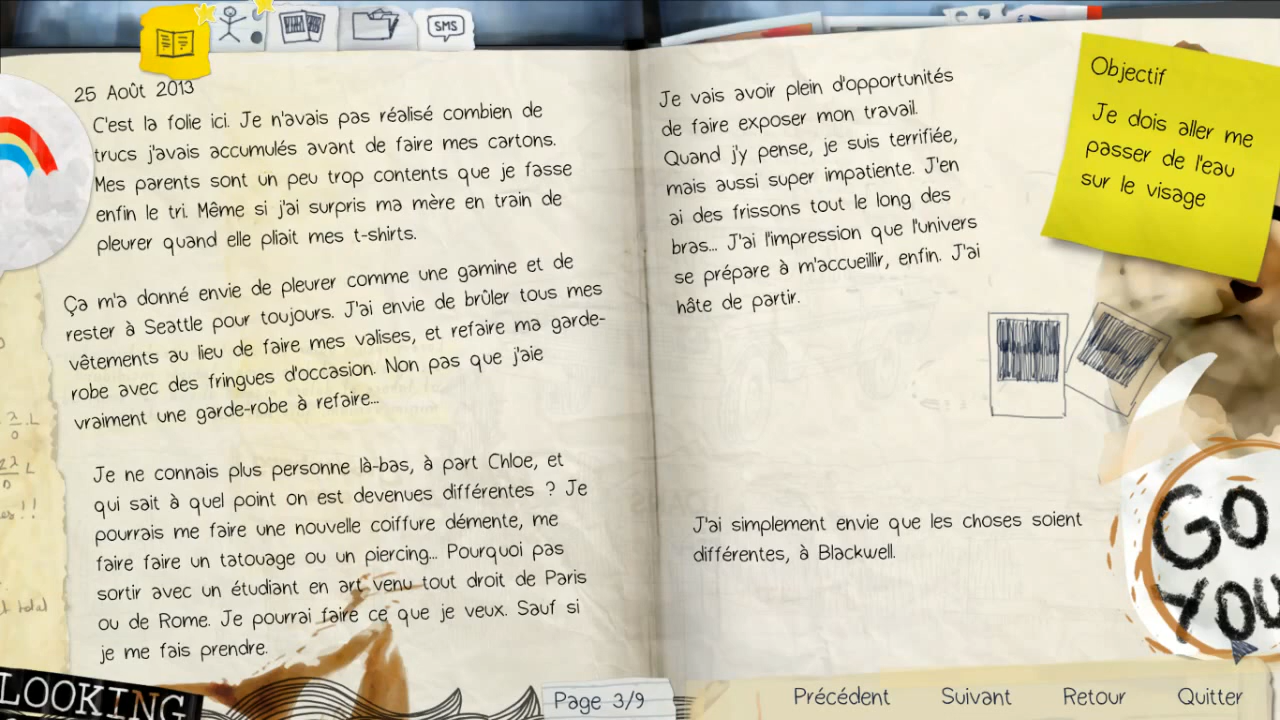 SMS
25 Août 2013
C'est la folie ici. Je n'avais pas réalisé combien de
trucs j'avais accumulés avant de faire mes cartons.
Mes parents sont un peu trop contents que je fasse
enfin le tri. Même si j'ai surpris ma mère en train de
pleurer quand elle pliait mes t-shirts.
Ça m'a donné envie de pleurer comme une gamine et de
rester à Seattle pour toujours. J'ai envie de brûler tous mes
vêtements au lieu de faire mes valises, et refaire ma garde-
robe avec des fringues d'occasion. Non pas que j'aie
vraiment une garde-robe à refaire...
Je ne connais plus personne là-bas, à part Chloe, et
qui sait à quel point on est devenues différentes ? Je
pourrais me faire une nouvelle coiffure démente, me
faire faire un tatouage ou un piercing... Pourquoi pas
sortir avec un étudiant en art venu tout droit de Paris
ou de Rome. Je pourrai faire ce que je veux. Sauf si
je me fais prendre.
Je vais avoir plein d'opportunités
de faire exposer mon travail.
Quand j'y pense, je suis terrifiée,
mais aussi super impatiente. J'en
ai des frissons tout le long des
bras... J'ai l'impression que l'univers
se prépare à m'accueillir, enfin. J'ai
hâte de partir.
J'ai simplement envie que les choses soient
différentes, à Blackwell.
Objectif
Je dois aller me
passer de l'eau
sur le visage
GO
YOU
LOOKING
Page 3/9
Précédent Suivant Retour Quitter